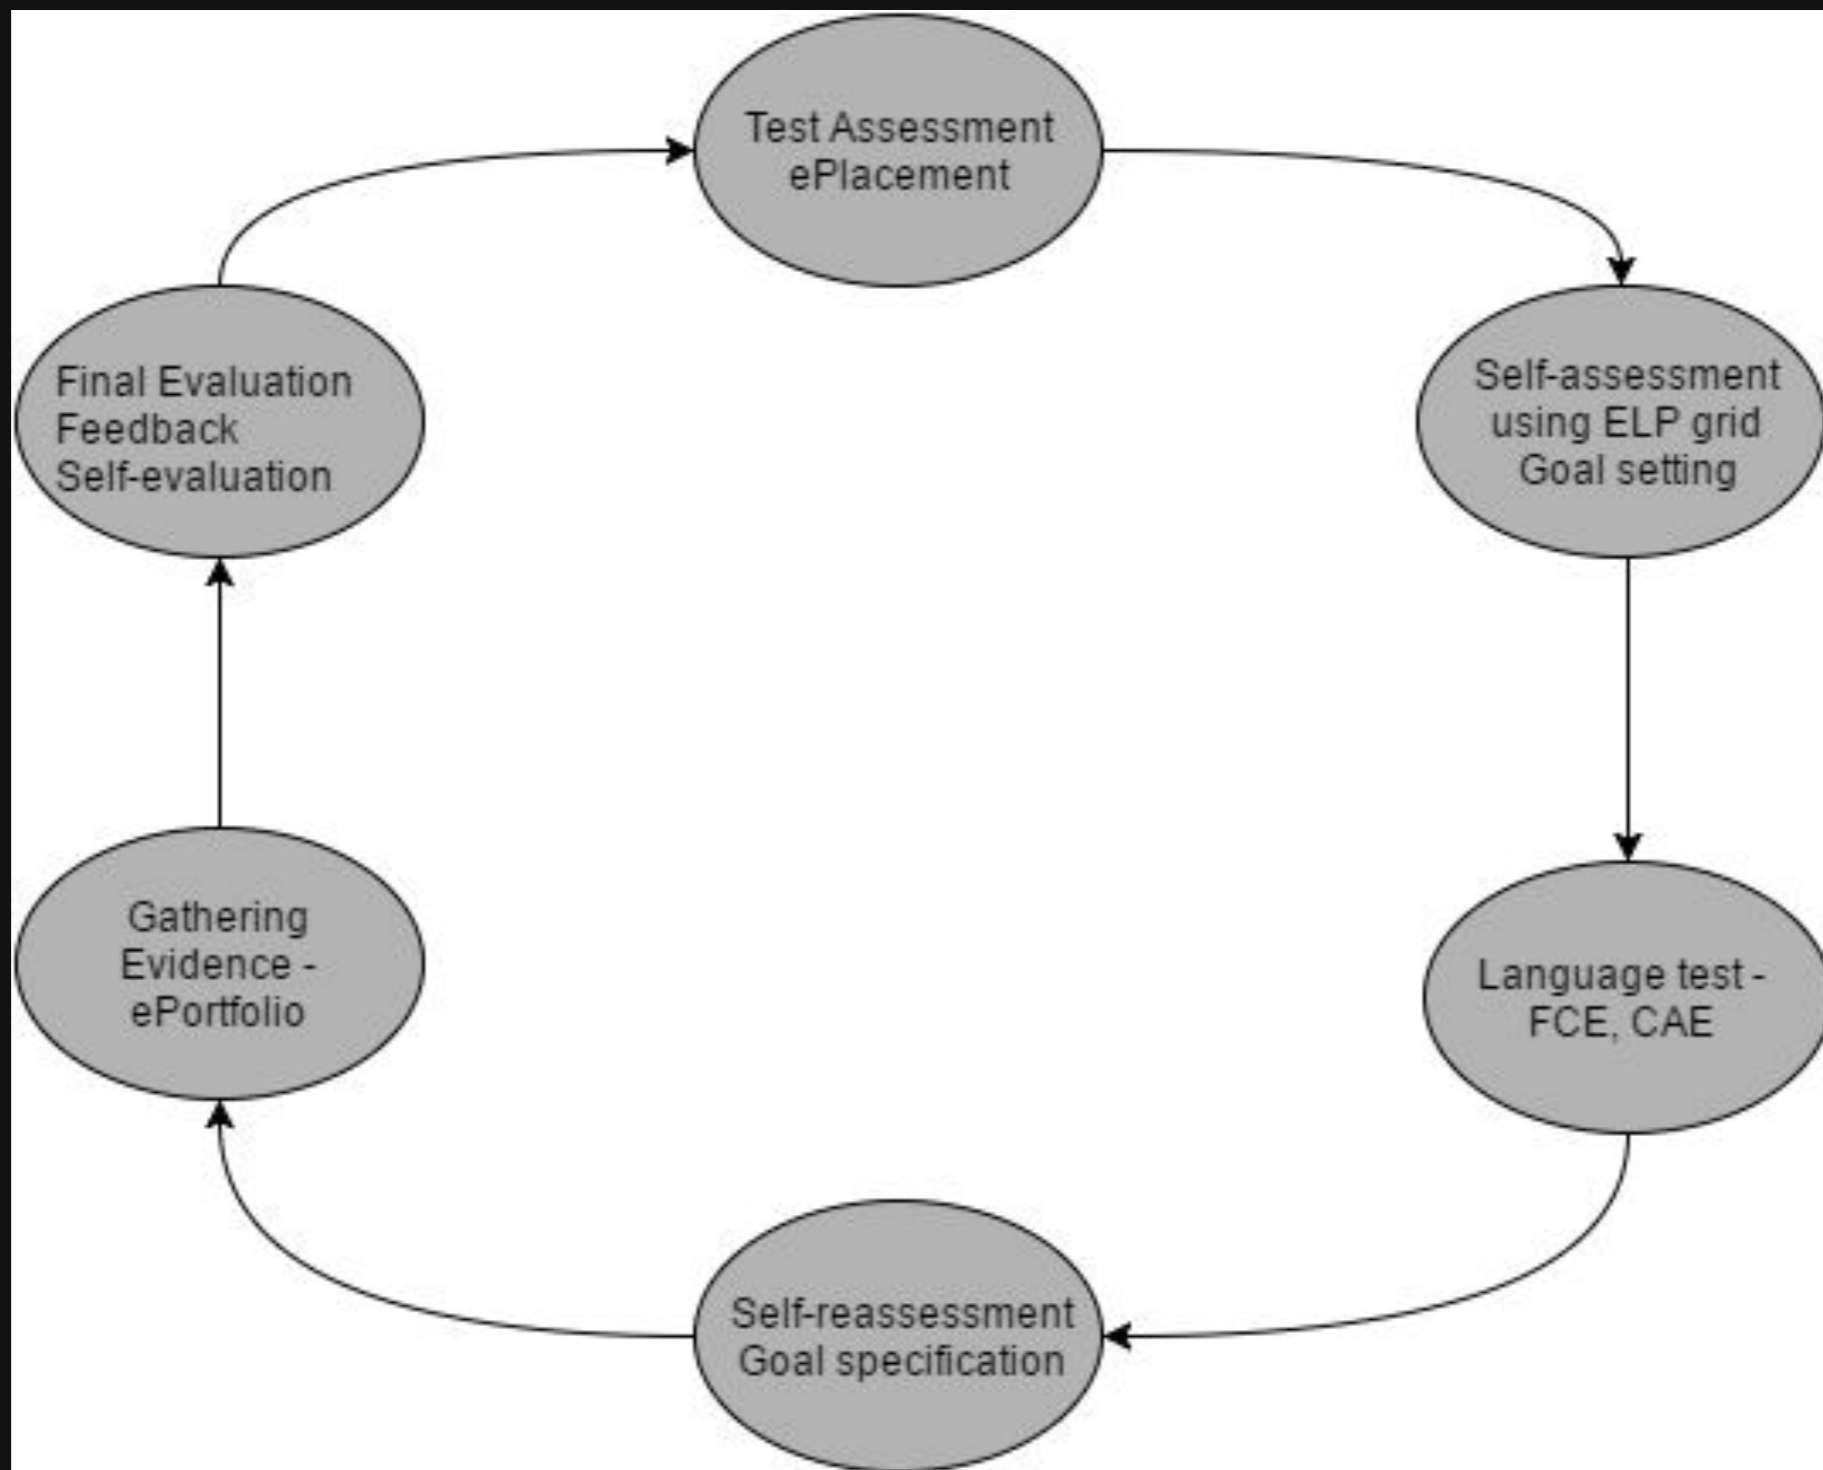 Test Assessment
ePlacement
Self-assessment
using ELP grid
Goal setting
Language test -
FCE, CAE
Self-reassessment
Goal specification
Gathering
Evidence -
ePortfolio
Final Evaluation
Feedback
Self-evaluation